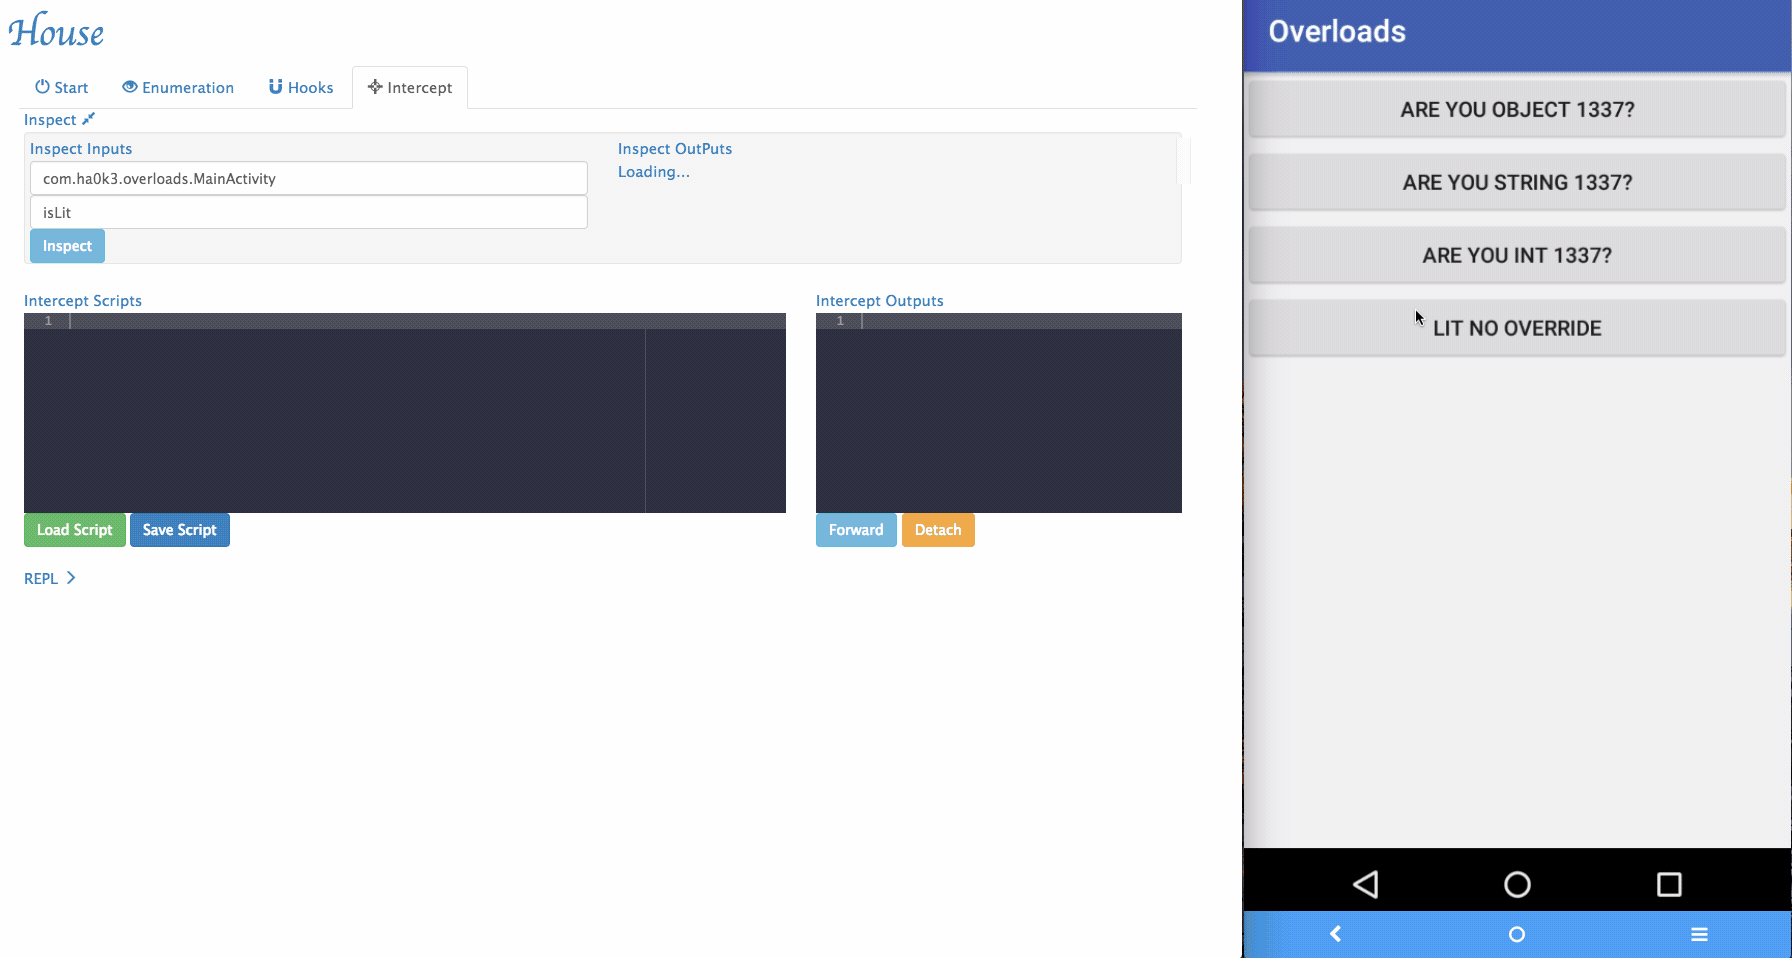 House
Start Enumeration Hooks Intercept
Inspect
Inspect Inputs
com.ha0k3.overloads.MainActivity
isLit
Inspect
Inspect OutPuts
Loading...
Intercept Scripts
1
Load Script Save Script
Intercept Outputs
1
Forward Detach
REPL
Overloads
ARE YOU OBJECT 1337?
ARE YOU STRING 1337?
ARE YOU INT 1337?
LIT NO OVERRIDE